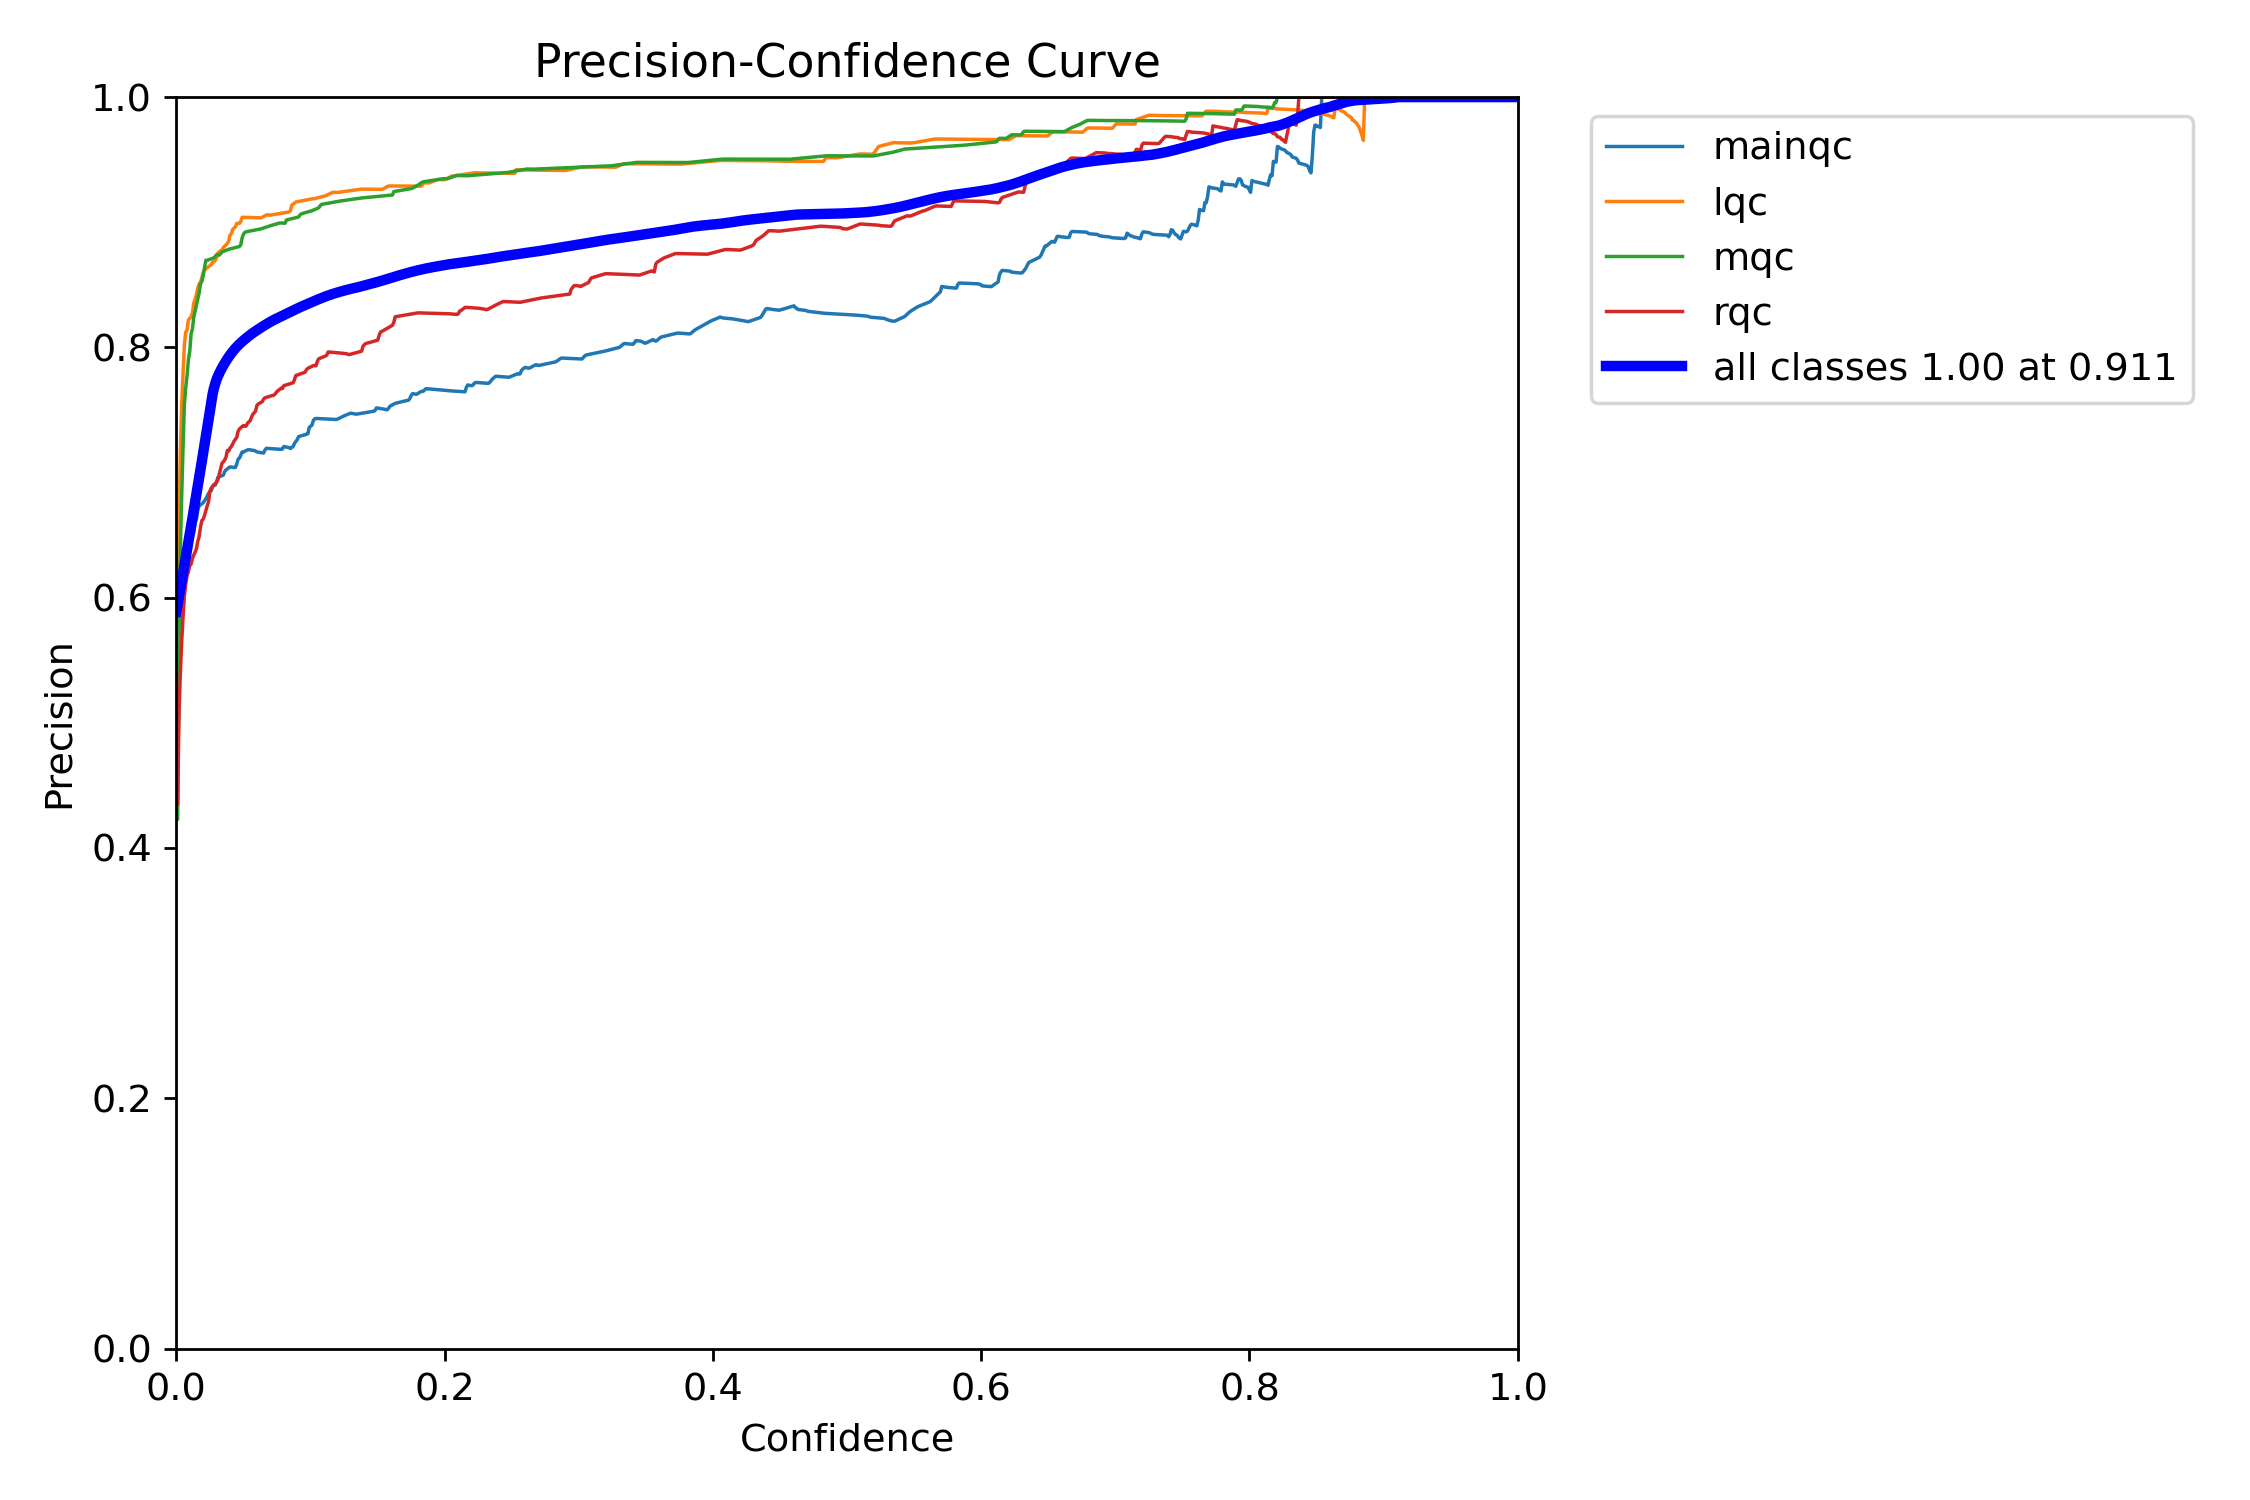 Precision-Confidence Curve
1.0
0.8
0.6
0.4
0.2
0.0
Precision
0.0 0.2 0.4 0.6 0.8 1.0
Confidence
mainqc
lqc
mqc
rqc
all classes 1.00 at 0.911